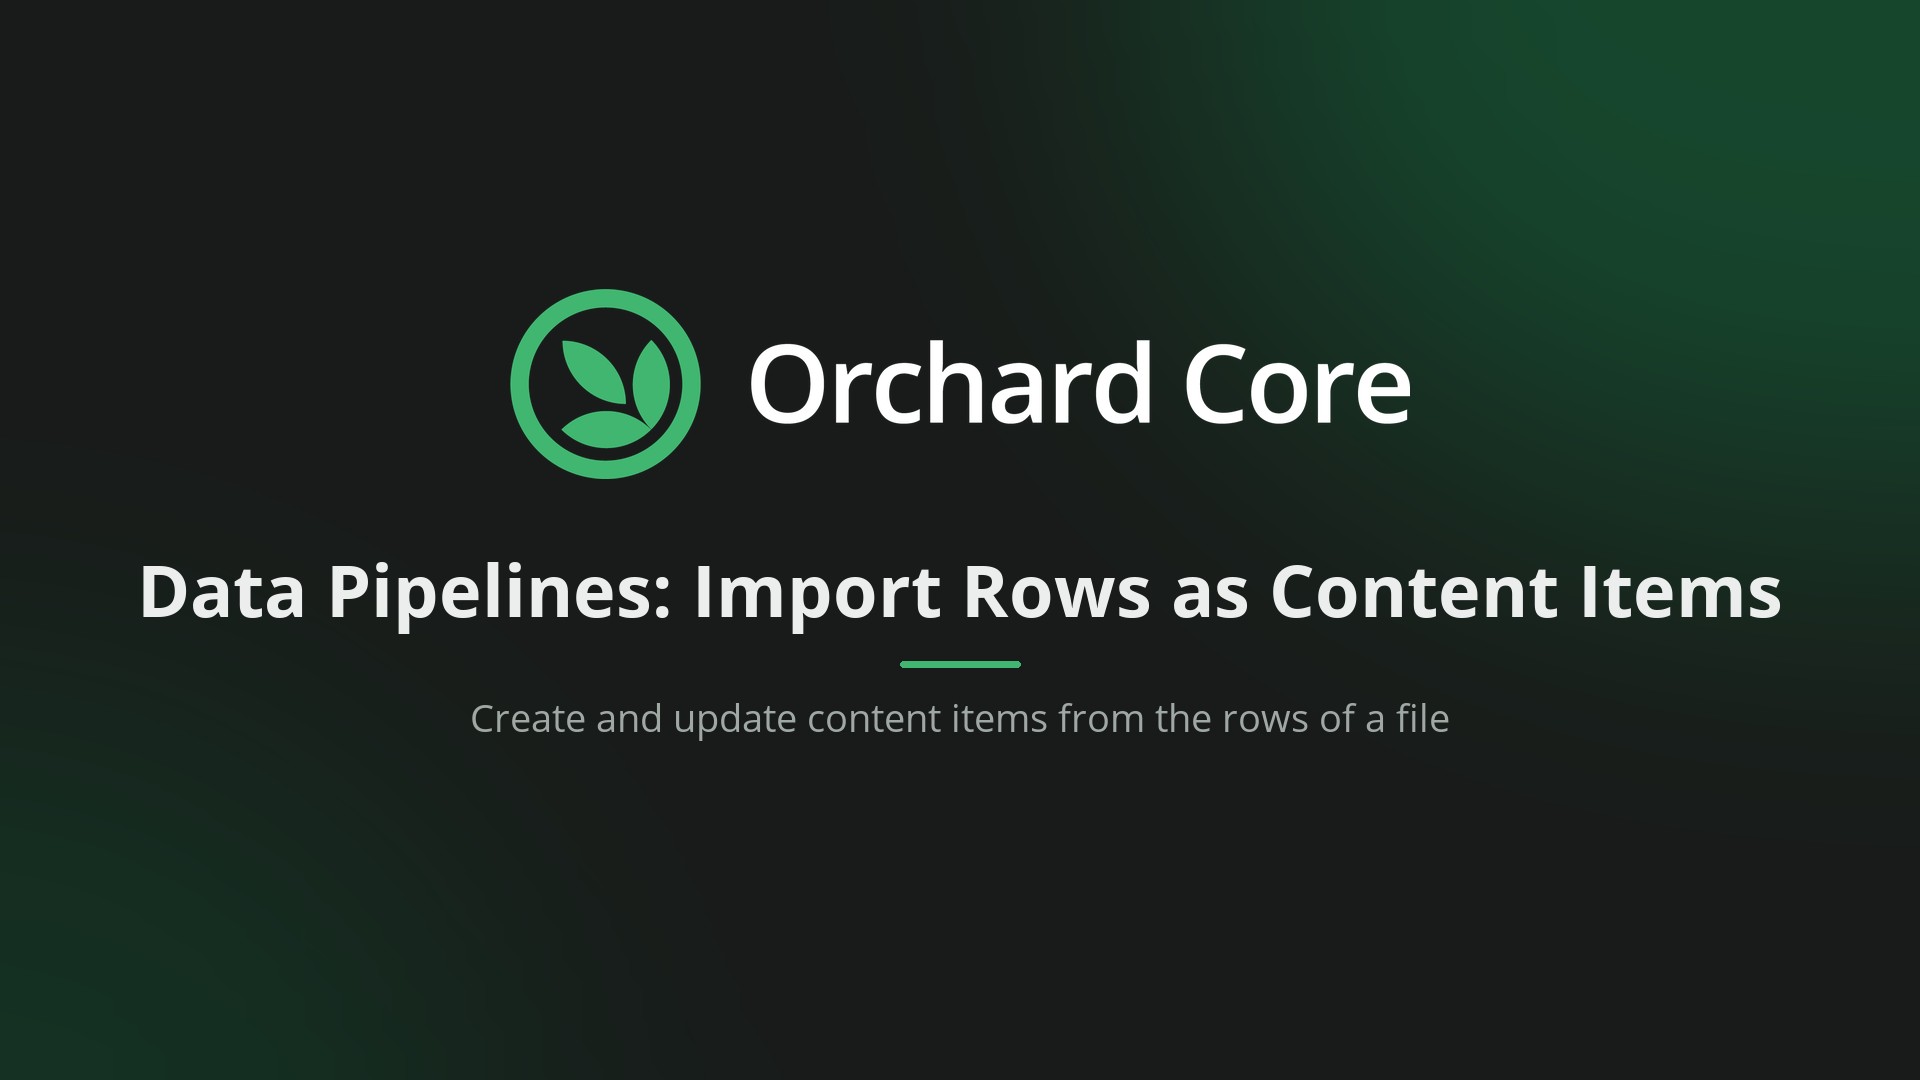 Orchard Core
Data Pipelines: Import Rows as Content Items
Create and update content items from the rows of a file